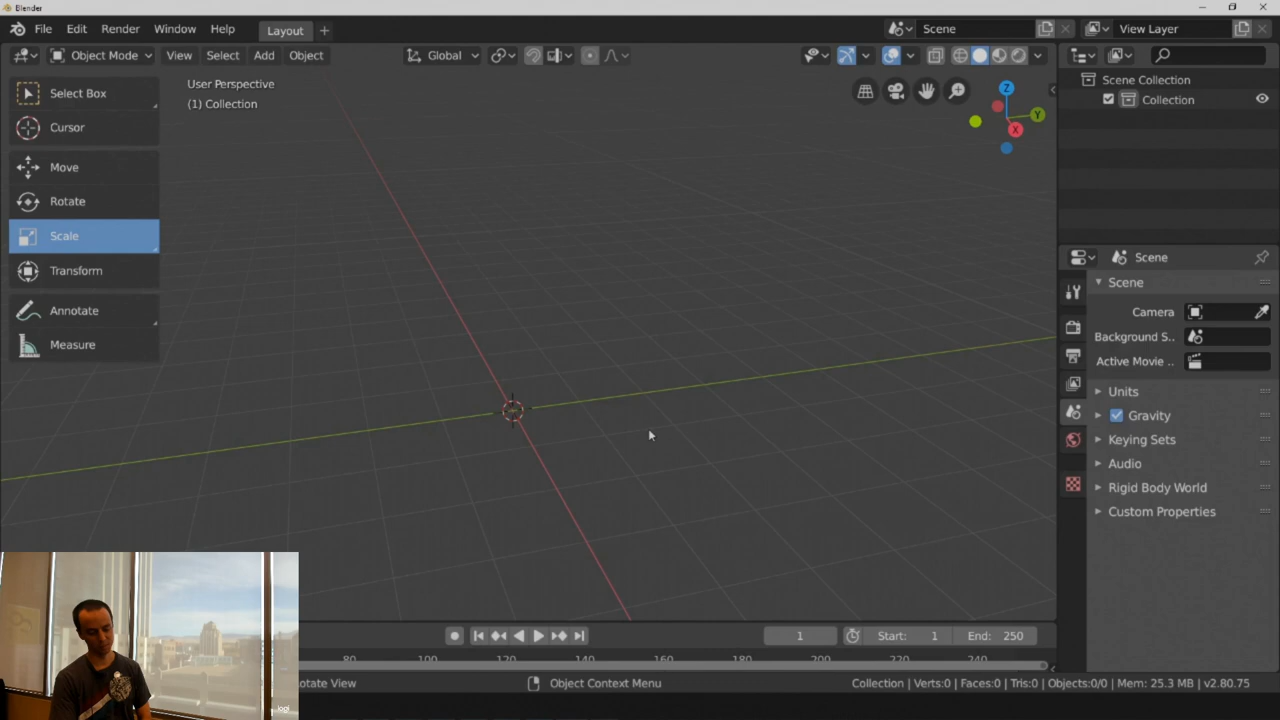 Blender
File Edit Render Window Help Layout + Scene View Layer
Object Mode View Select Add Object Global
Select Box
Cursor
Move
Rotate
Scale
Transform
Annotate
Measure
User Perspective
(1) Collection
Z
Y
X
Scene Collection
Collection
Scene
Scene
Camera
Background S..
Active Movie ..
Units
Gravity
Keying Sets
Audio
Rigid Body World
Custom Properties
1 Start: 1 End: 250
80 100 120 140 160 180 200 220 240
otate View Object Context Menu Collection | Verts:0 | Faces:0 | Tris:0 | Objects:0/0 | Mem: 25.3 MB | v2.80.75
logi